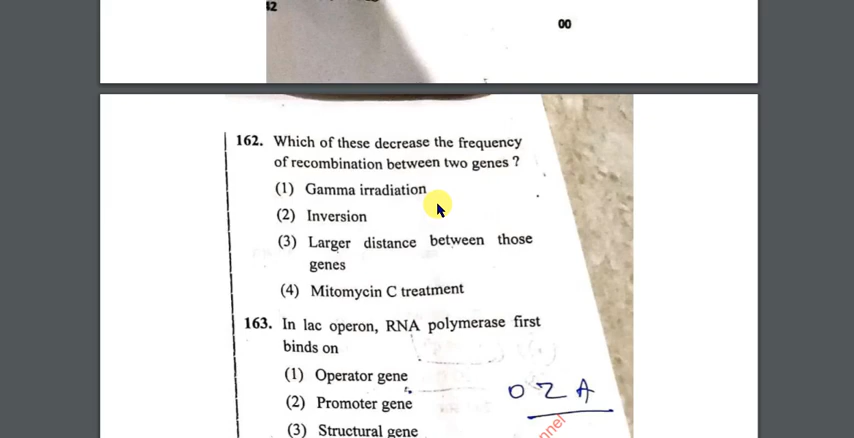 42
00
162. Which of these decrease the frequency
of recombination between two genes ?
(1) Gamma irradiation
(2) Inversion
(3) Larger distance between those
genes
(4) Mitomycin C treatment
163. In lac operon, RNA polymerase first
binds on
(1) Operator gene
(2) Promoter gene
(3) Structural gene
OZA
nnel